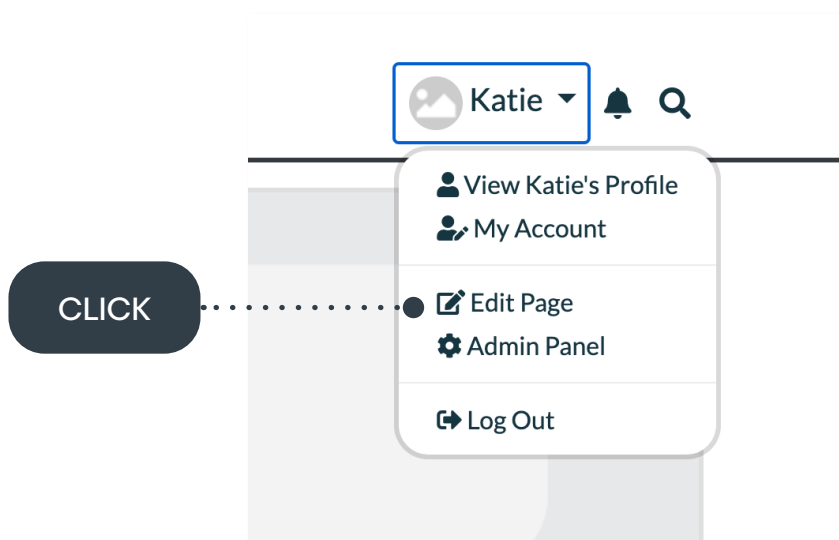 Katie
View Katie's Profile
My Account
CLICK
Edit Page
Admin Panel
Log Out